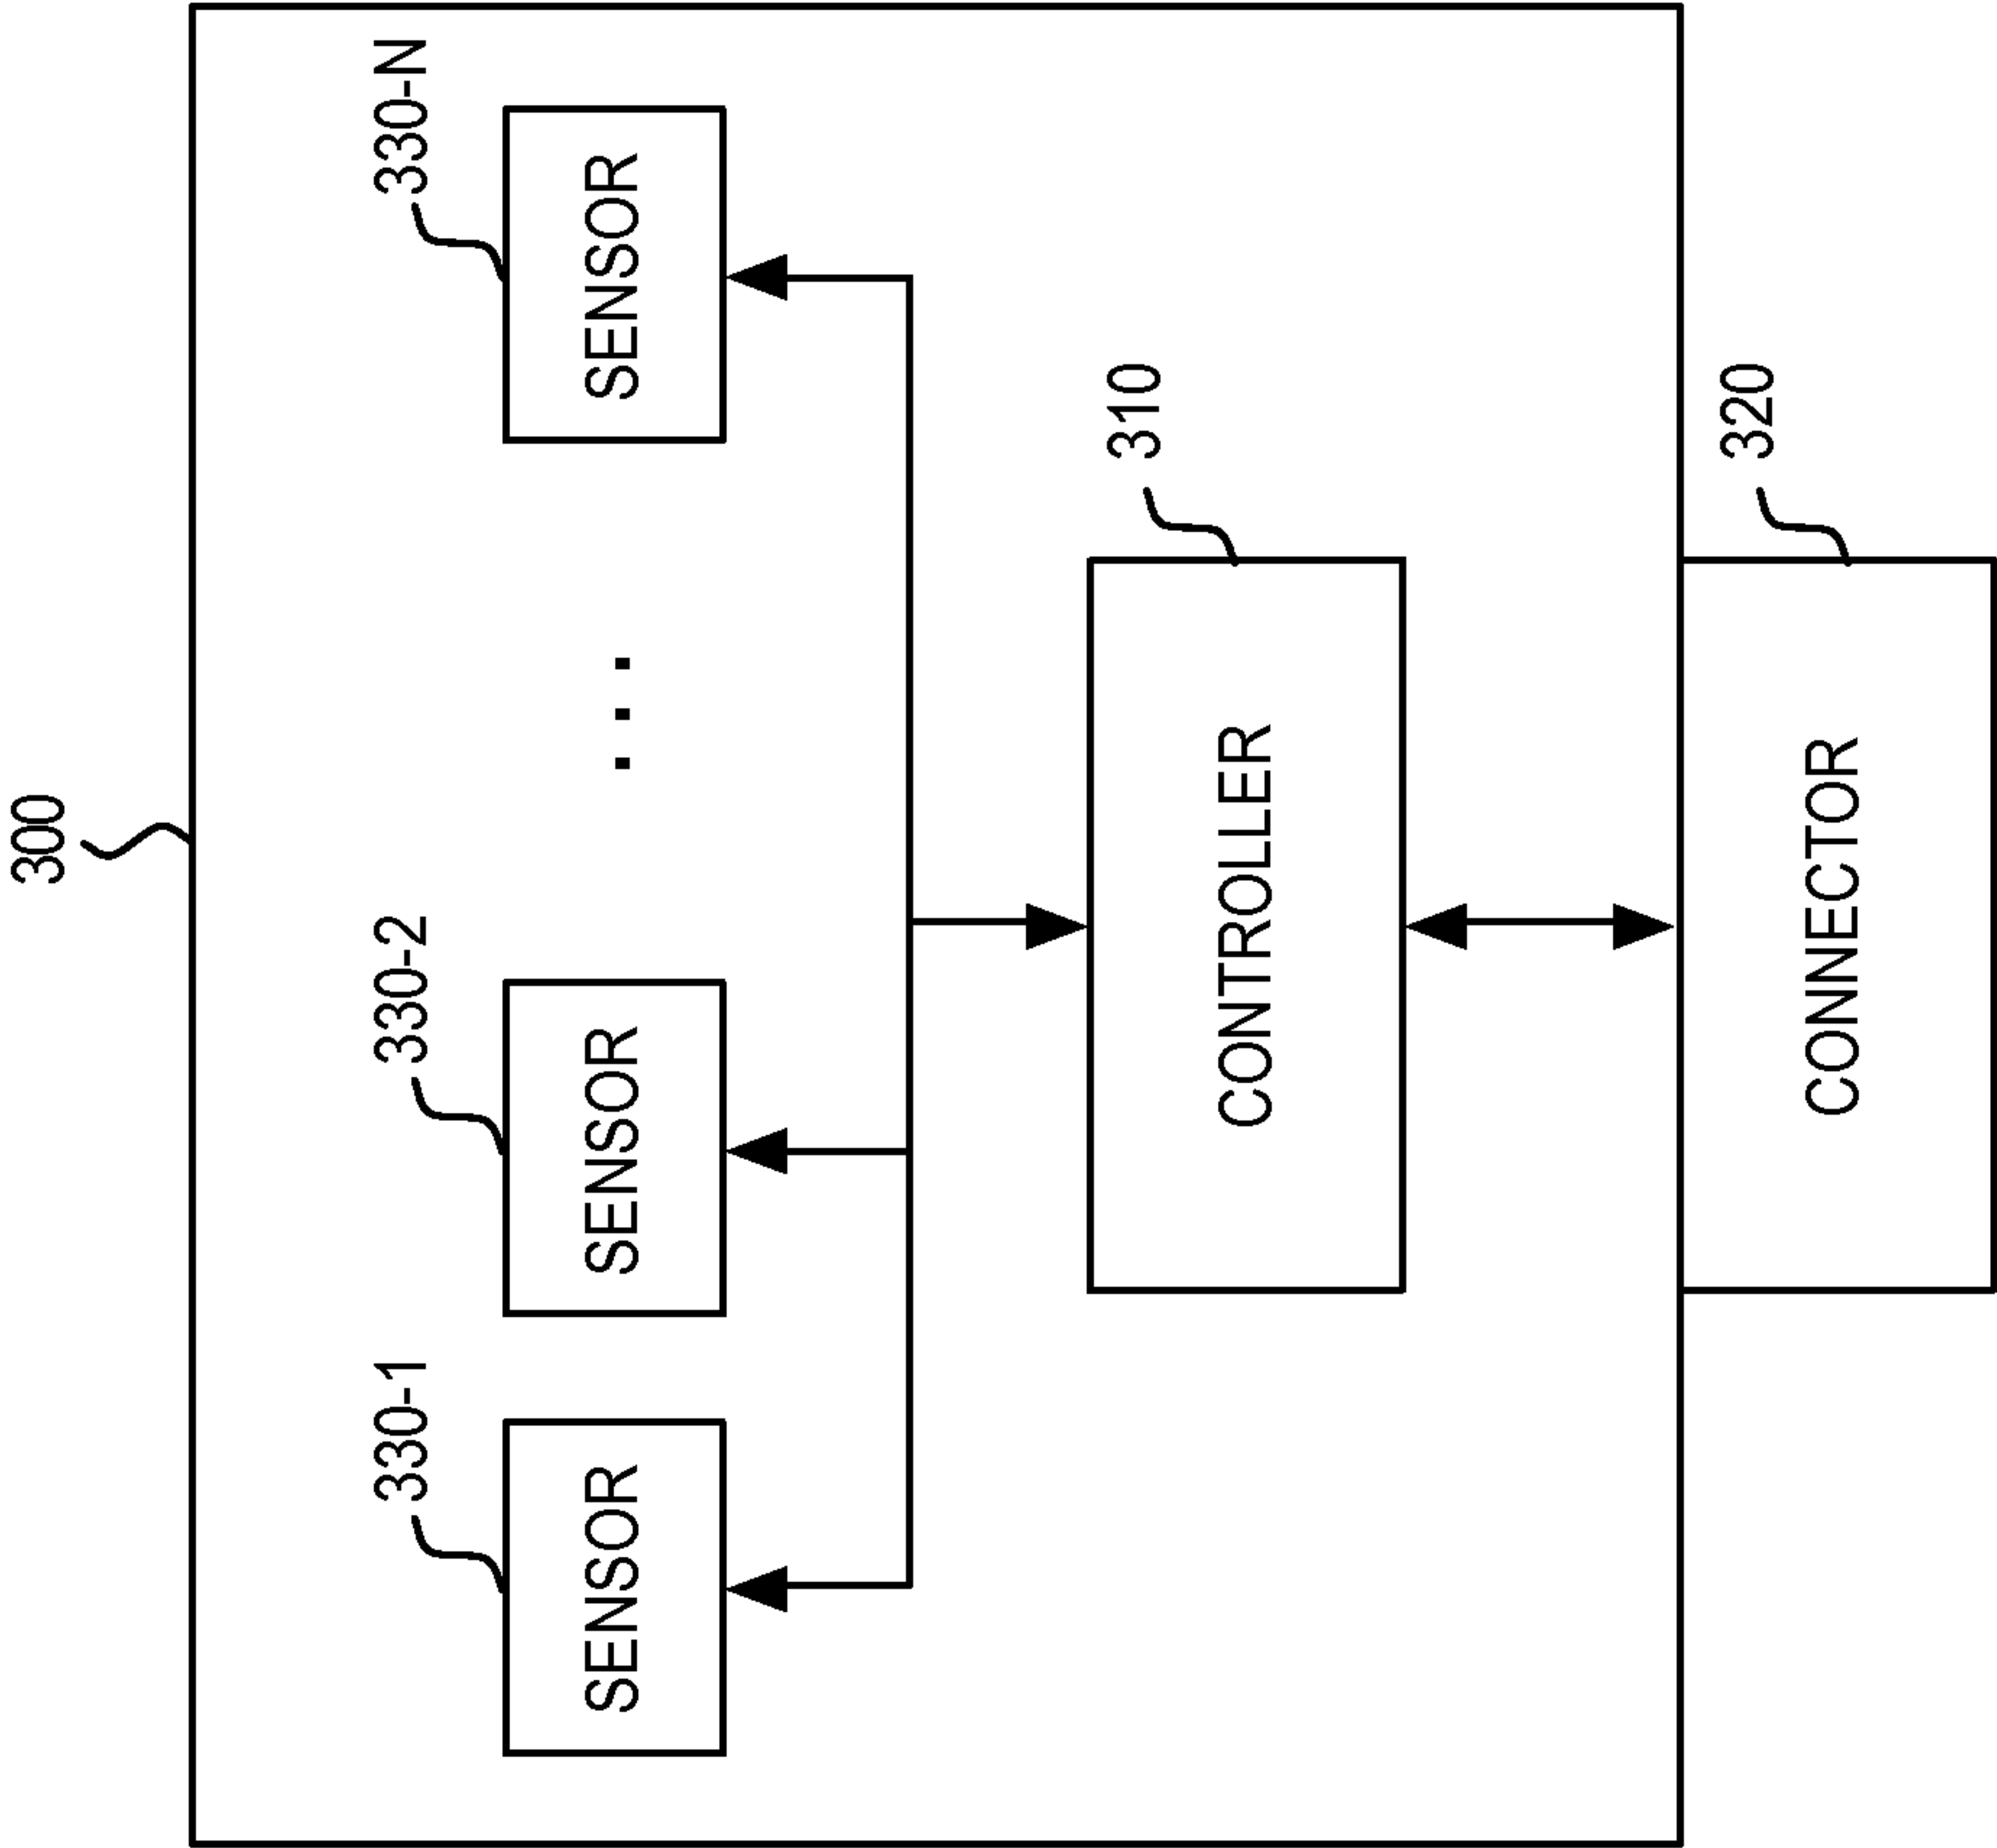 300
330-1
330-2
330-N
SENSOR
SENSOR
...
SENSOR
310
CONTROLLER
320
CONNECTOR